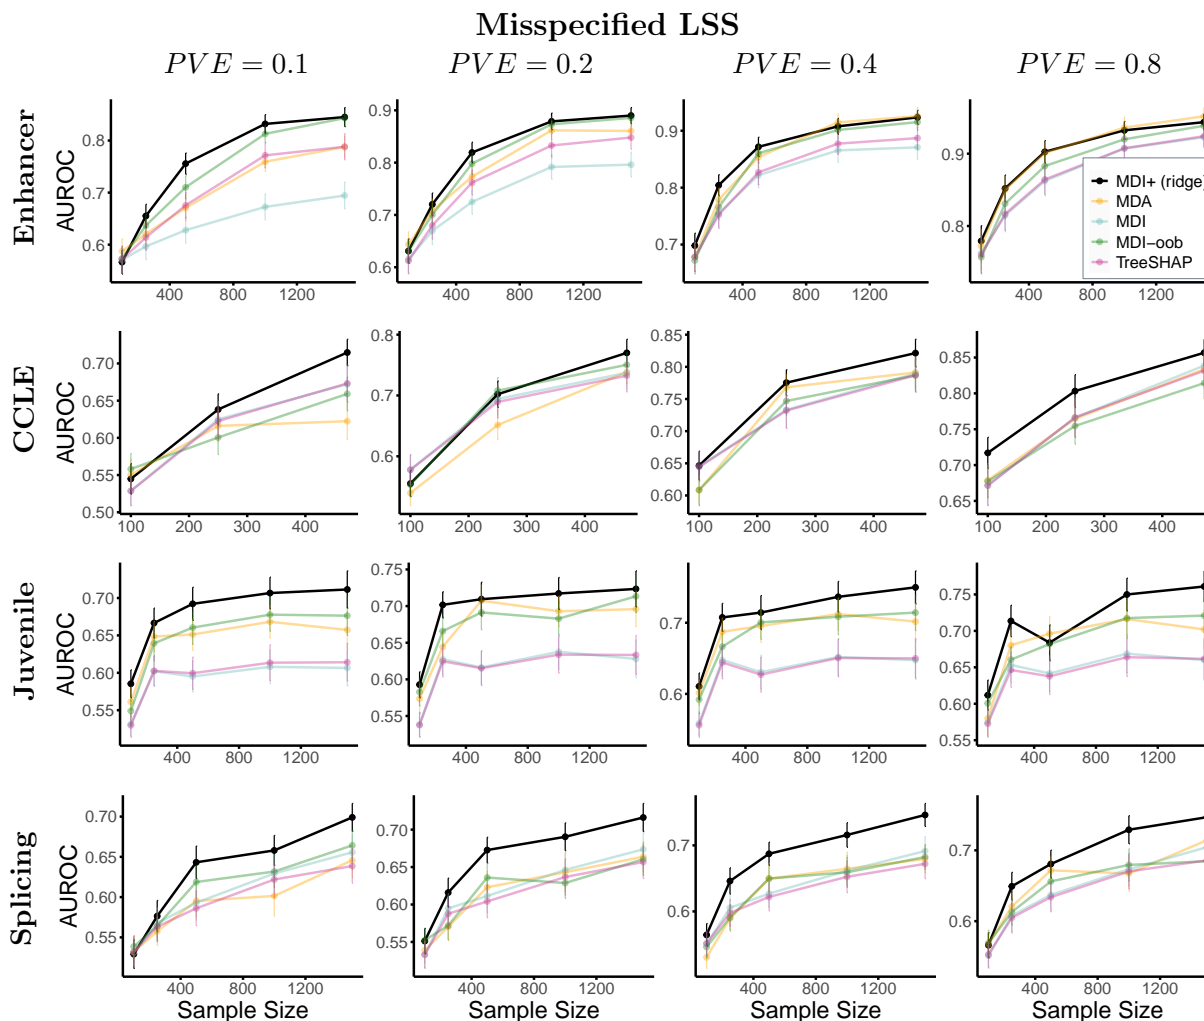 Misspecified LSS
PVE = 0.1 PVE = 0.2 PVE = 0.4 PVE = 0.8
Enhancer
AUROC
0.8
0.7
0.6
400 800 1200
0.9
0.8
0.7
0.6
400 800 1200
0.9
0.8
0.7
400 800 1200
0.9
0.8
400 800 1200
MDI+ (ridge)
MDA
MDI
MDI-oob
TreeSHAP
CCLE
AUROC
0.70
0.65
0.60
0.55
0.50
100 200 300 400
0.8
0.7
0.6
100 200 300 400
0.85
0.80
0.75
0.70
0.65
0.60
100 200 300 400
0.85
0.80
0.75
0.70
0.65
100 200 300 400
Juvenile
AUROC
0.70
0.65
0.60
0.55
400 800 1200
0.75
0.70
0.65
0.60
0.55
400 800 1200
0.7
0.6
400 800 1200
0.75
0.70
0.65
0.60
0.55
400 800 1200
Splicing
AUROC
0.70
0.65
0.60
0.55
400 800 1200
Sample Size
0.70
0.65
0.60
0.55
400 800 1200
Sample Size
0.7
0.6
400 800 1200
Sample Size
0.7
0.6
400 800 1200
Sample Size